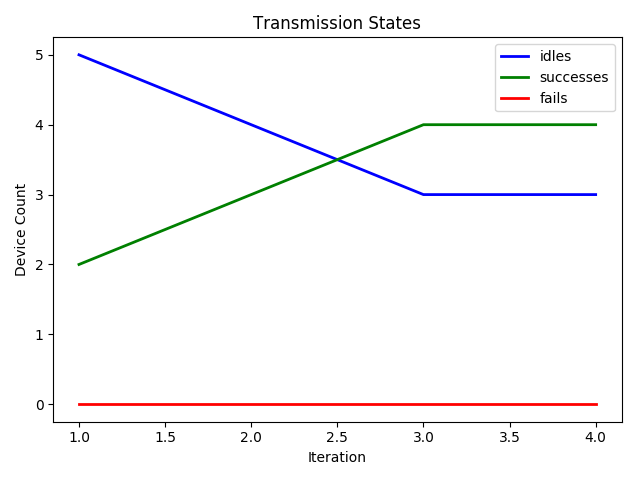 Transmission States
idles
successes
fails
Device Count
5
4
3
2
1
0
1.0 1.5 2.0 2.5 3.0 3.5 4.0
Iteration